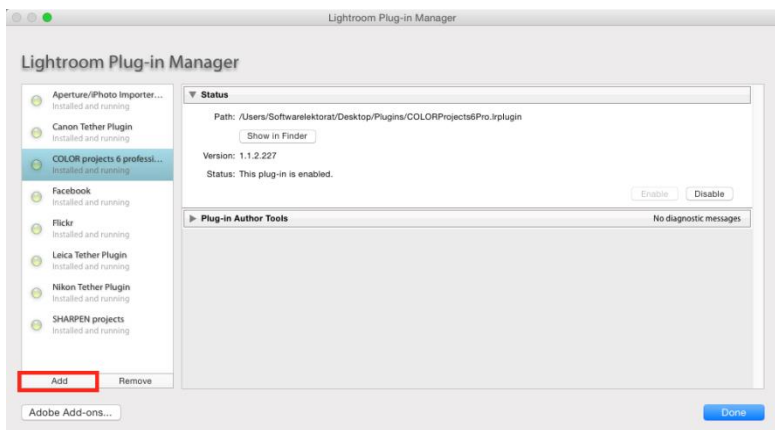 Lightroom Plug-in Manager
Lightroom Plug-in Manager
Aperture/iPhoto Importer...
Installed and running
Canon Tether Plugin
Installed and running
COLOR projects 6 professi...
Installed and running
Facebook
Installed and running
Flickr
Installed and running
Leica Tether Plugin
Installed and running
Nikon Tether Plugin
Installed and running
SHARPEN projects
Installed and running
Add Remove
Adobe Add-ons...
Status
Path: /Users/Softwarelektorat/Desktop/Plugins/COLORProjects6Pro.lrplugin
Show in Finder
Version: 1.1.2.227
Status: This plug-in is enabled.
Enable Disable
Plug-in Author Tools No diagnostic messages
Done